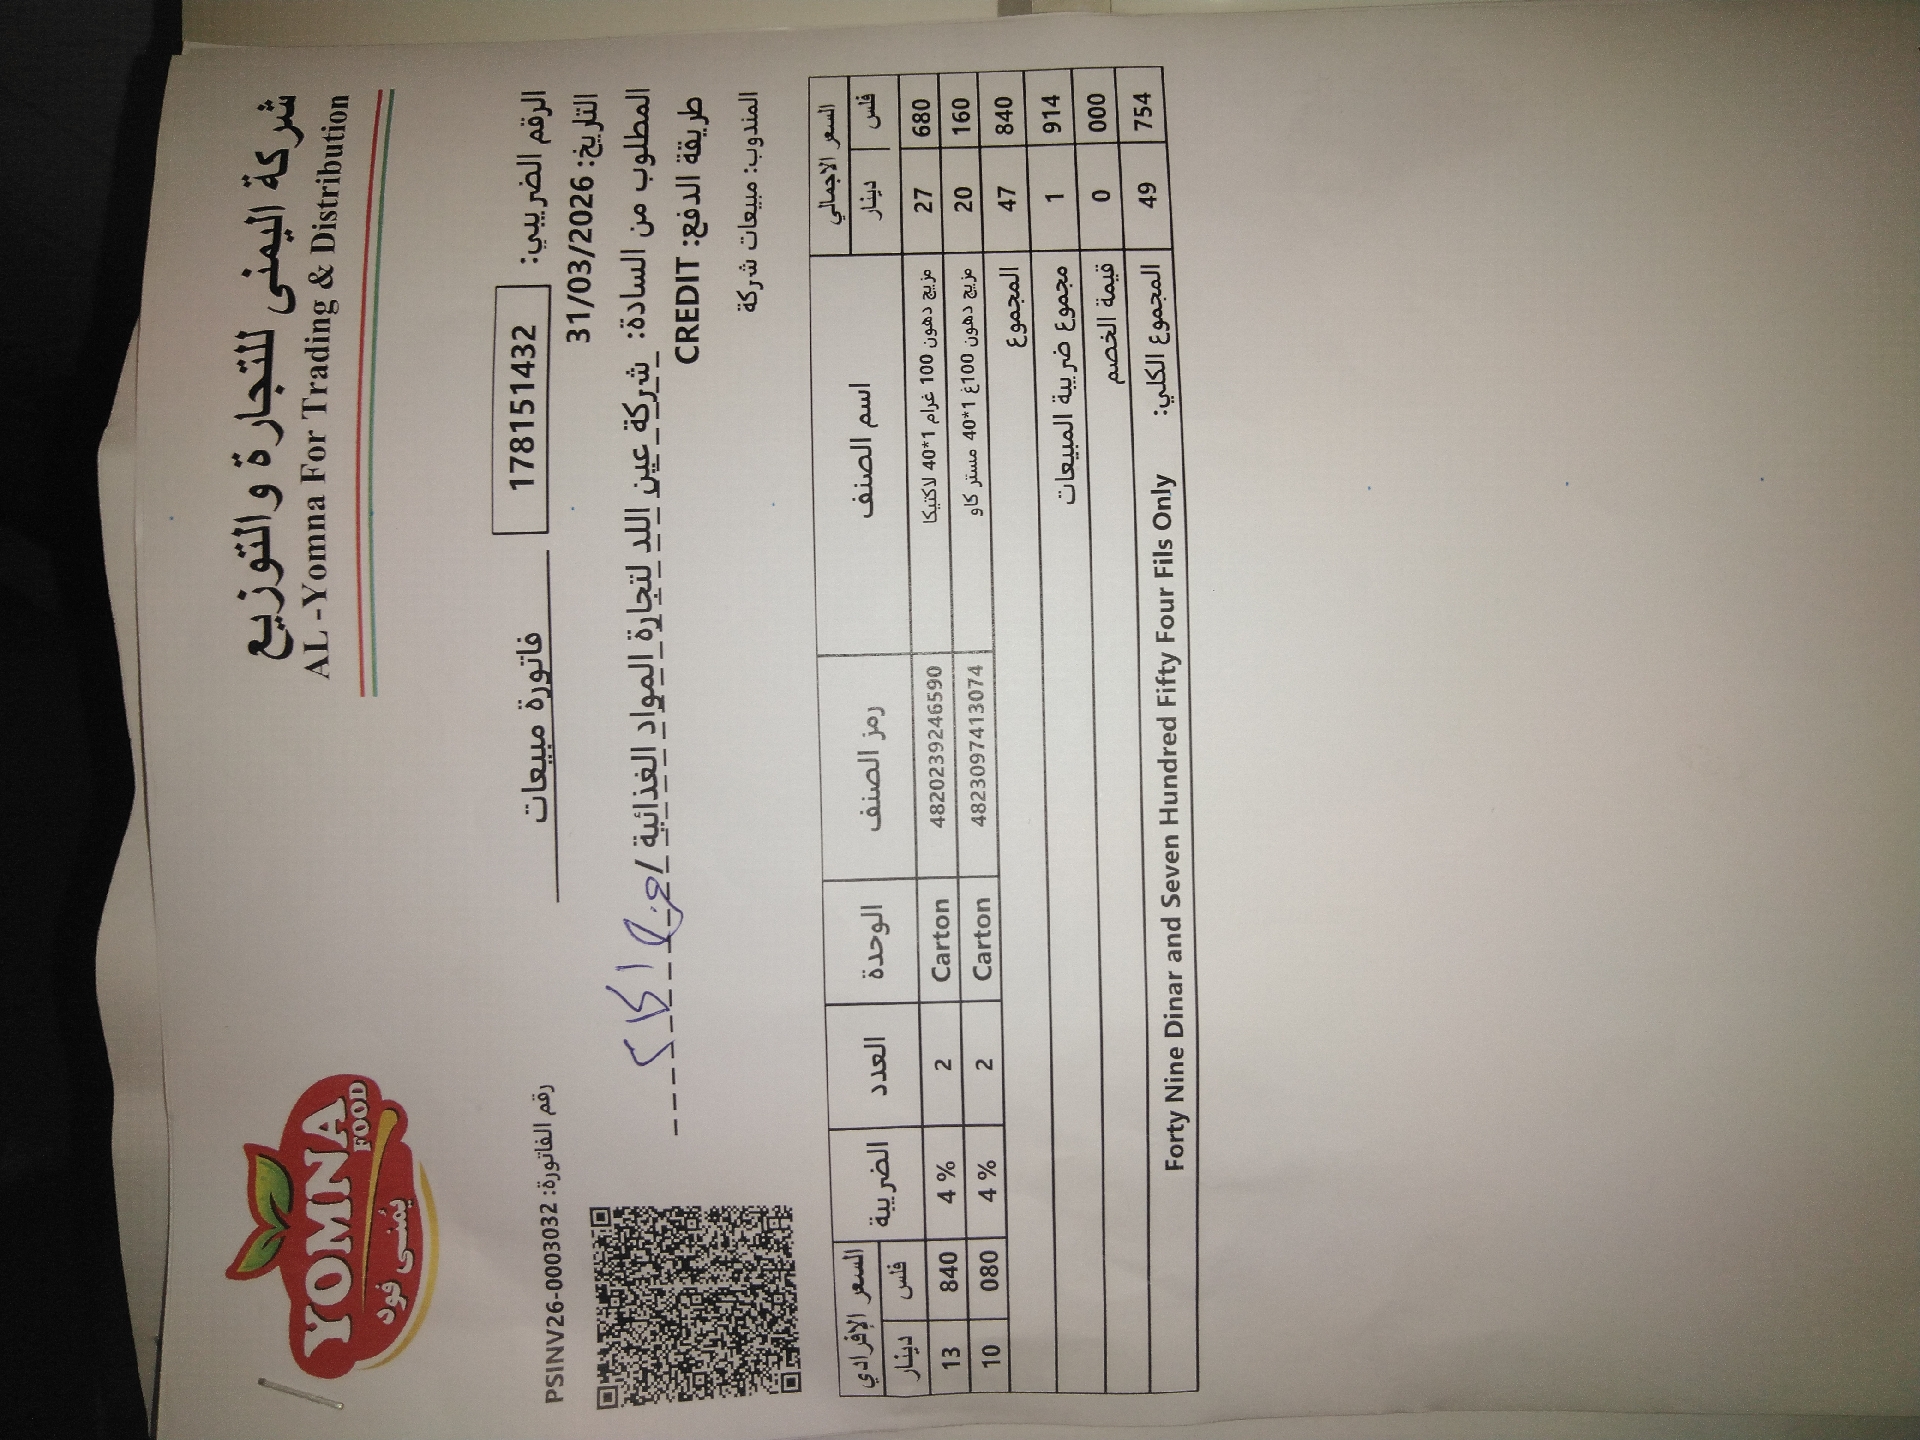 شركة اليمنى للتجارة والتوزيع
AL -Yomna For Trading & Distribution
YOMNA
FOOD
يمنى فود
الرقم الضريبي: 178151432
فاتورة مبيعات
رقم الفاتورة: PSINV26-0003032
التاريخ: 31/03/2026
المطلوب من السادة: شركة عين اللد لتجارة المواد الغذائية /
طريقة الدفع: CREDIT
المندوب: مبيعات شركة
السعر الاجمالي اسم الصنف رمز الصنف الوحدة العدد الضريبة السعر الإفرادي
دينار فلس دينار فلس
27 680 مزيج دهون 100 غرام 1*40 لاكتيكا 4820239246590 Carton 2 4 % 13 840
20 160 مزيج دهون 100غ 1*40 مستر كاو 4823097413074 Carton 2 4 % 10 080
47 840 المجموع
1 914 مجموع ضريبة المبيعات
0 000 قيمة الخصم
49 754 المجموع الكلي: Forty Nine Dinar and Seven Hundred Fifty Four Fils Only